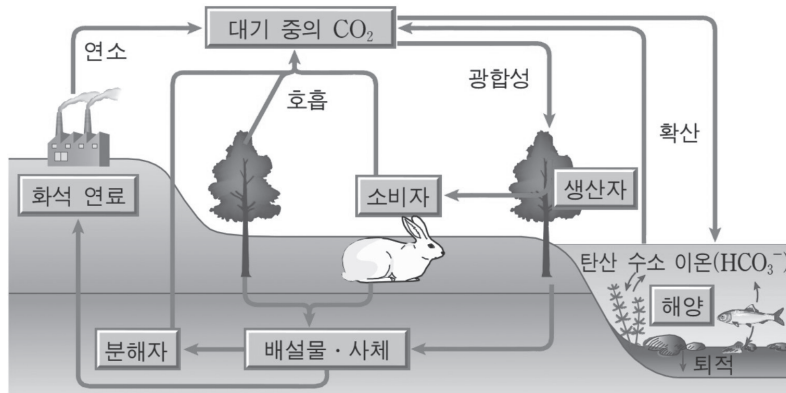 대기 중의 CO₂
연소
호흡
광합성
확산
화석 연료
소비자
생산자
탄산 수소 이온(HCO₃⁻)
해양
분해자
배설물·사체
퇴적